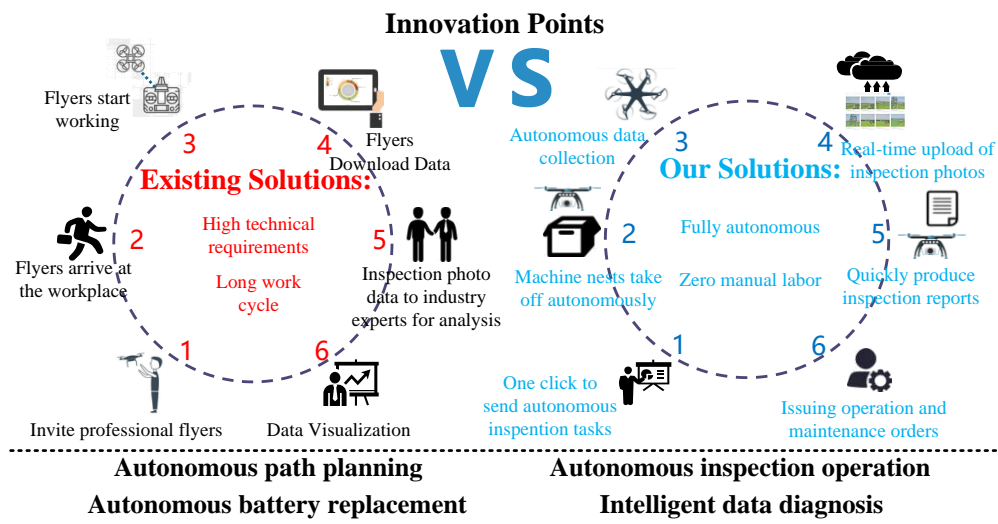 Innovation Points
VS
Flyers start
working
3
4
Flyers
Download Data
Existing Solutions:
High technical
requirements
Long work
cycle
2
Flyers arrive at
the workplace
5
Inspection photo
data to industry
experts for analysis
1
Invite professional flyers
6
Data Visualization
Autonomous data
collection
3
4
Real-time upload of
inspection photos
Our Solutions:
Fully autonomous
Zero manual labor
2
Machine nests take
off autonomously
5
Quickly produce
inspection reports
1
One click to
send autonomous
inspention tasks
6
Issuing operation and
maintenance orders
Autonomous path planning
Autonomous inspection operation
Autonomous battery replacement
Intelligent data diagnosis